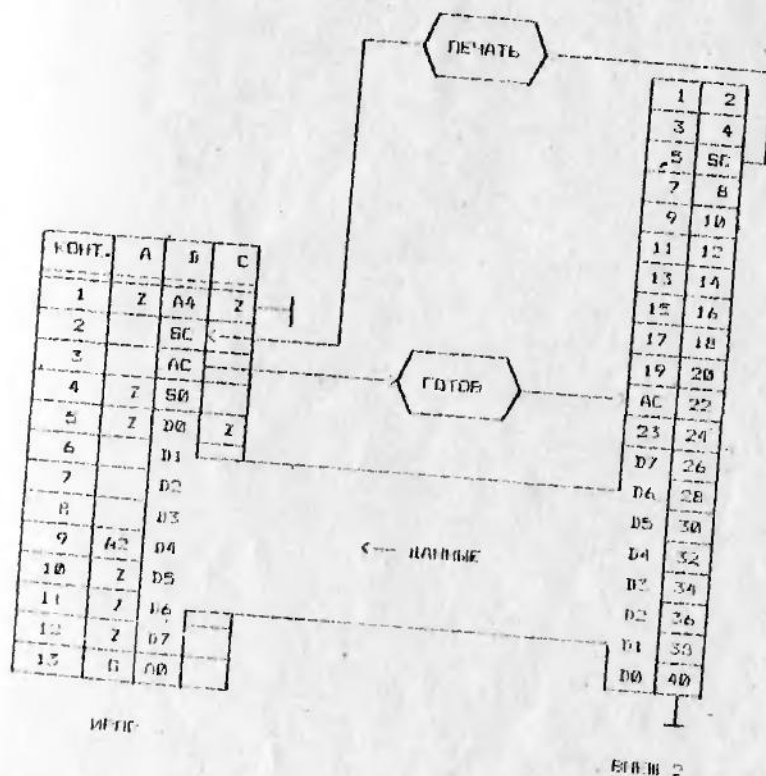 ПЕЧАТЬ
1 2
3 4
5 SC
7 8
9 10
11 12
13 14
15 16
17 18
19 20
AC 22
23 24
D7 26
D6 28
D5 30
D4 32
D3 34
D2 36
D1 38
D0 40
КОНТ. A B C
1 Z A4 Z
2 SC <
3 AC
4 Z S0
5 Z D0 Z
6 D1
7 D2
8 D3
9 A2 D4
10 Z D5
11 Z D6
12 Z D7
13 G A0
ГОТОВ
<--- ДАННЫЕ
ИРПР